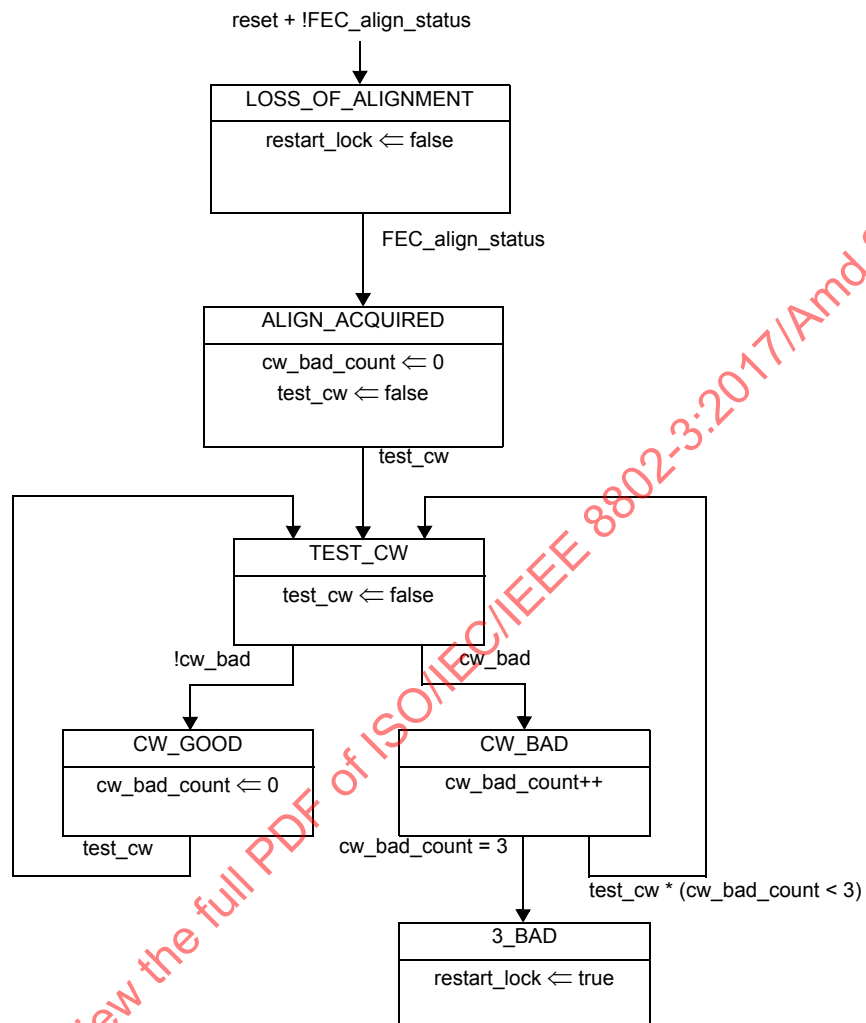 reset + !FEC_align_status
LOSS_OF_ALIGNMENT
restart_lock ⇐ false
FEC_align_status
ALIGN_ACQUIRED
cw_bad_count ⇐ 0
test_cw ⇐ false
test_cw
TEST_CW
test_cw ⇐ false
!cw_bad
cw_bad
CW_GOOD
cw_bad_count ⇐ 0
test_cw
CW_BAD
cw_bad_count++
cw_bad_count = 3
test_cw * (cw_bad_count < 3)
3_BAD
restart_lock ⇐ true
view the full PDF of ISO/IEC/IEEE 8802-3:2017/Amd